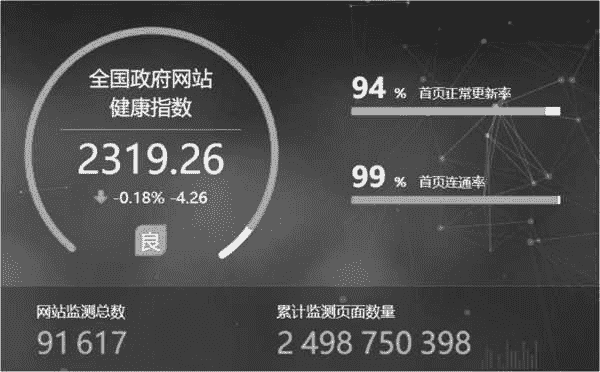 全国政府网站
健康指数
2319.26
-0.18% -4.26
良
94 % 首页正常更新率
99 % 首页连通率
网站监测总数
91 617
累计监测页面数量
2 498 750 398